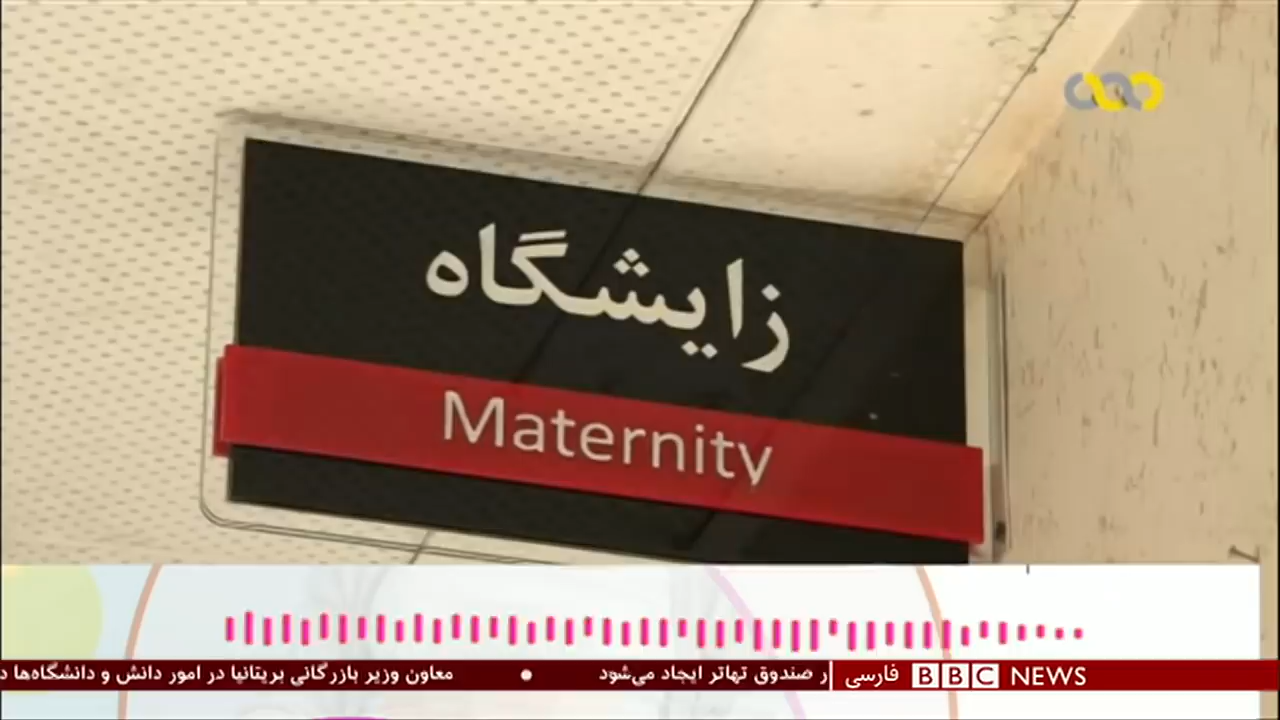 زایشگاه
Maternity
معاون وزیر بازرگانی بریتانیا در امور دانش و دانشگاه‌ها د • ر صندوق تهاتر ایجاد می‌شود
BBC NEWS فارسی